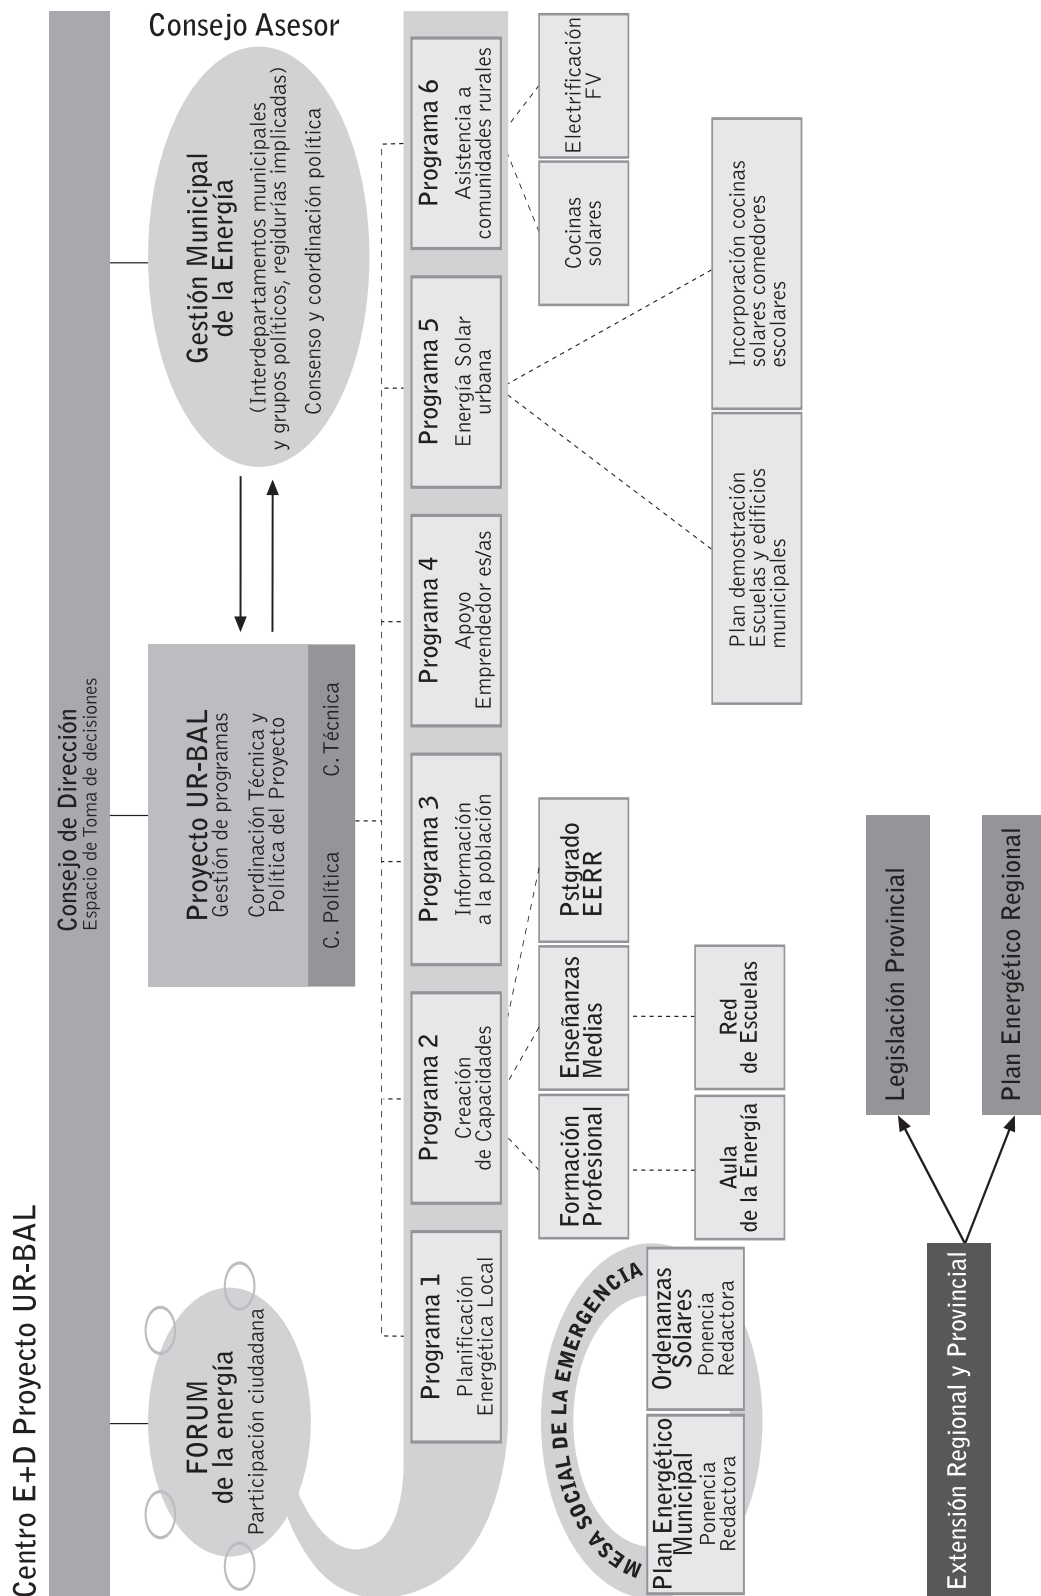 Centro E+D Proyecto UR-BAL
Consejo de Dirección
Espacio de Toma de decisiones
FORUM
de la energía
Participación ciudadana
Proyecto UR-BAL
Gestión de programas
Cordinación Técnica y
Política del Proyecto
C. Política
C. Técnica
Consejo Asesor
Gestión Municipal
de la Energía
(Interdepartamentos municipales
y grupos políticos, regidurías implicadas)
Consenso y coordinación política
Programa 1
Planificación
Energética Local
Programa 2
Creación
de Capacidades
Programa 3
Información
a la población
Programa 4
Apoyo
Emprendedor es/as
Programa 5
Energía Solar
urbana
Programa 6
Asistencia a
comunidades rurales
MESA SOCIAL DE LA EMERGENCIA
Plan Energético
Municipal
Ponencia
Redactora
Ordenanzas
Solares
Ponencia
Redactora
Formación
Profesional
Enseñanzas
Medias
Pstgrado
EERR
Aula
de la Energía
Red
de Escuelas
Cocinas
solares
Electrificación
FV
Plan demostración
Escuelas y edificios
municipales
Incorporación cocinas
solares comedores
escolares
Extensión Regional y Provincial
Legislación Provincial
Plan Energético Regional